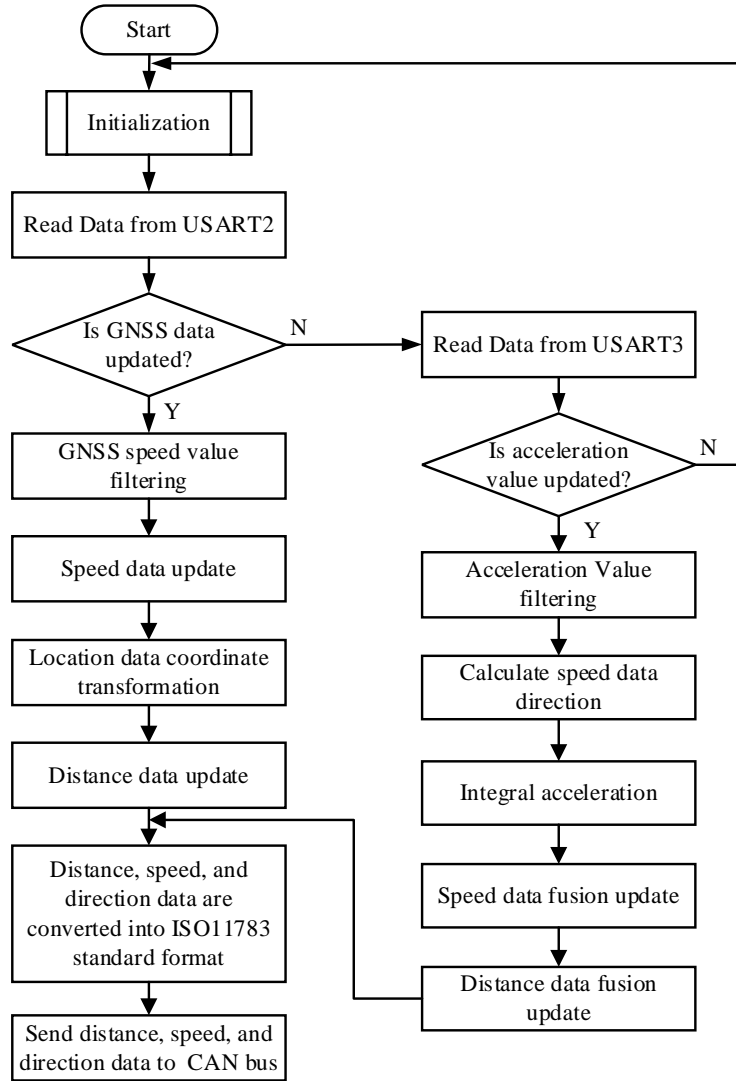 Start
Initialization
Read Data from USART2
Is GNSS data
updated?
N
Y
GNSS speed value
filtering
Speed data update
Location data coordinate
transformation
Distance data update
Distance, speed, and
direction data are
converted into ISO11783
standard format
Send distance, speed, and
direction data to CAN bus
Read Data from USART3
Is acceleration
value updated?
N
Y
Acceleration Value
filtering
Calculate speed data
direction
Integral acceleration
Speed data fusion update
Distance data fusion
update